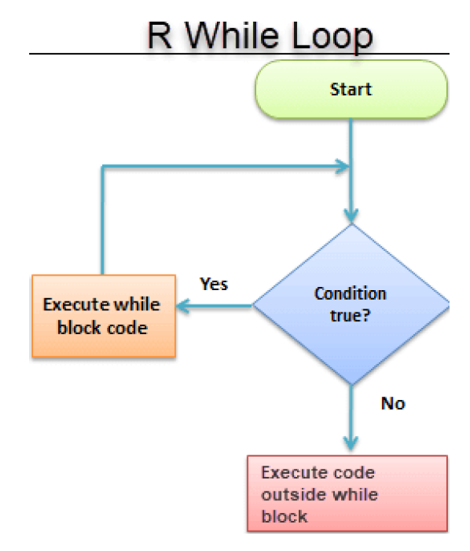 R While Loop
Start
Yes
Condition
true?
Execute while
block code
No
Execute code
outside while
block